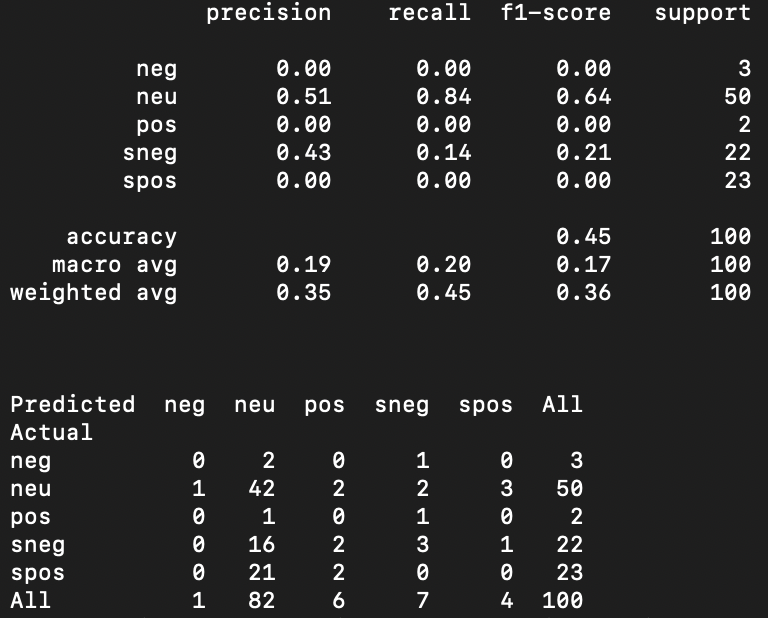 precision recall f1-score support
neg 0.00 0.00 0.00 3
neu 0.51 0.84 0.64 50
pos 0.00 0.00 0.00 2
sneg 0.43 0.14 0.21 22
spos 0.00 0.00 0.00 23
accuracy 0.45 100
macro avg 0.19 0.20 0.17 100
weighted avg 0.35 0.45 0.36 100
Predicted neg neu pos sneg spos All
Actual
neg 0 2 0 1 0 3
neu 1 42 2 2 3 50
pos 0 1 0 1 0 2
sneg 0 16 2 3 1 22
spos 0 21 2 0 0 23
All 1 82 6 7 4 100